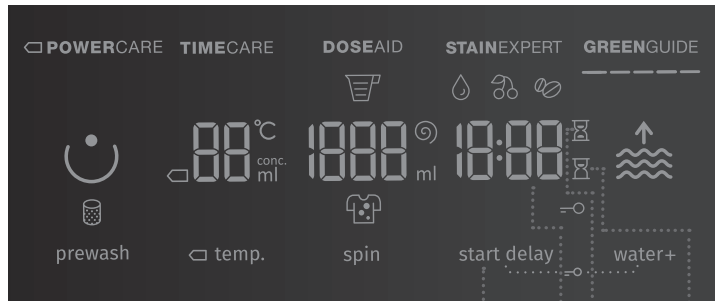 POWERCARE TIMECARE DOSEAID STAINEXPERT GREENGUIDE
88 °C conc. ml 1888 ml 18:88
prewash temp. spin start delay water+